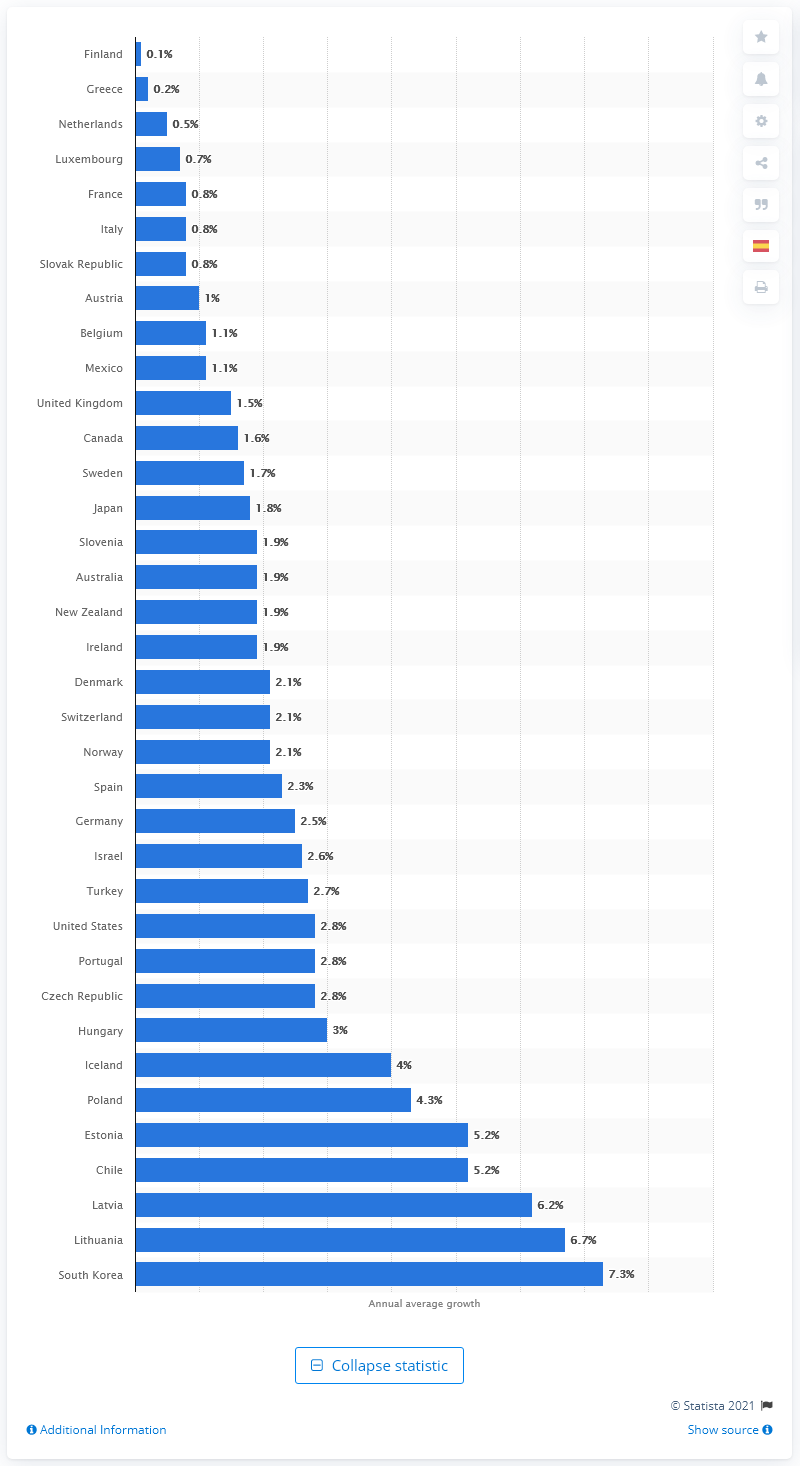 Finland 0.1%
Greece 0.2%
Netherlands 0.5%
Luxembourg 0.7%
France 0.8%
Italy 0.8%
Slovak Republic 0.8%
Austria 1%
Belgium 1.1%
Mexico 1.1%
United Kingdom 1.5%
Canada 1.6%
Sweden 1.7%
Japan 1.8%
Slovenia 1.9%
Australia 1.9%
New Zealand 1.9%
Ireland 1.9%
Denmark 2.1%
Switzerland 2.1%
Norway 2.1%
Spain 2.3%
Germany 2.5%
Israel 2.6%
Turkey 2.7%
United States 2.8%
Portugal 2.8%
Czech Republic 2.8%
Hungary 3%
Iceland 4%
Poland 4.3%
Estonia 5.2%
Chile 5.2%
Latvia 6.2%
Lithuania 6.7%
South Korea 7.3%
Annual average growth
Collapse statistic
© Statista 2021
Additional Information Show source